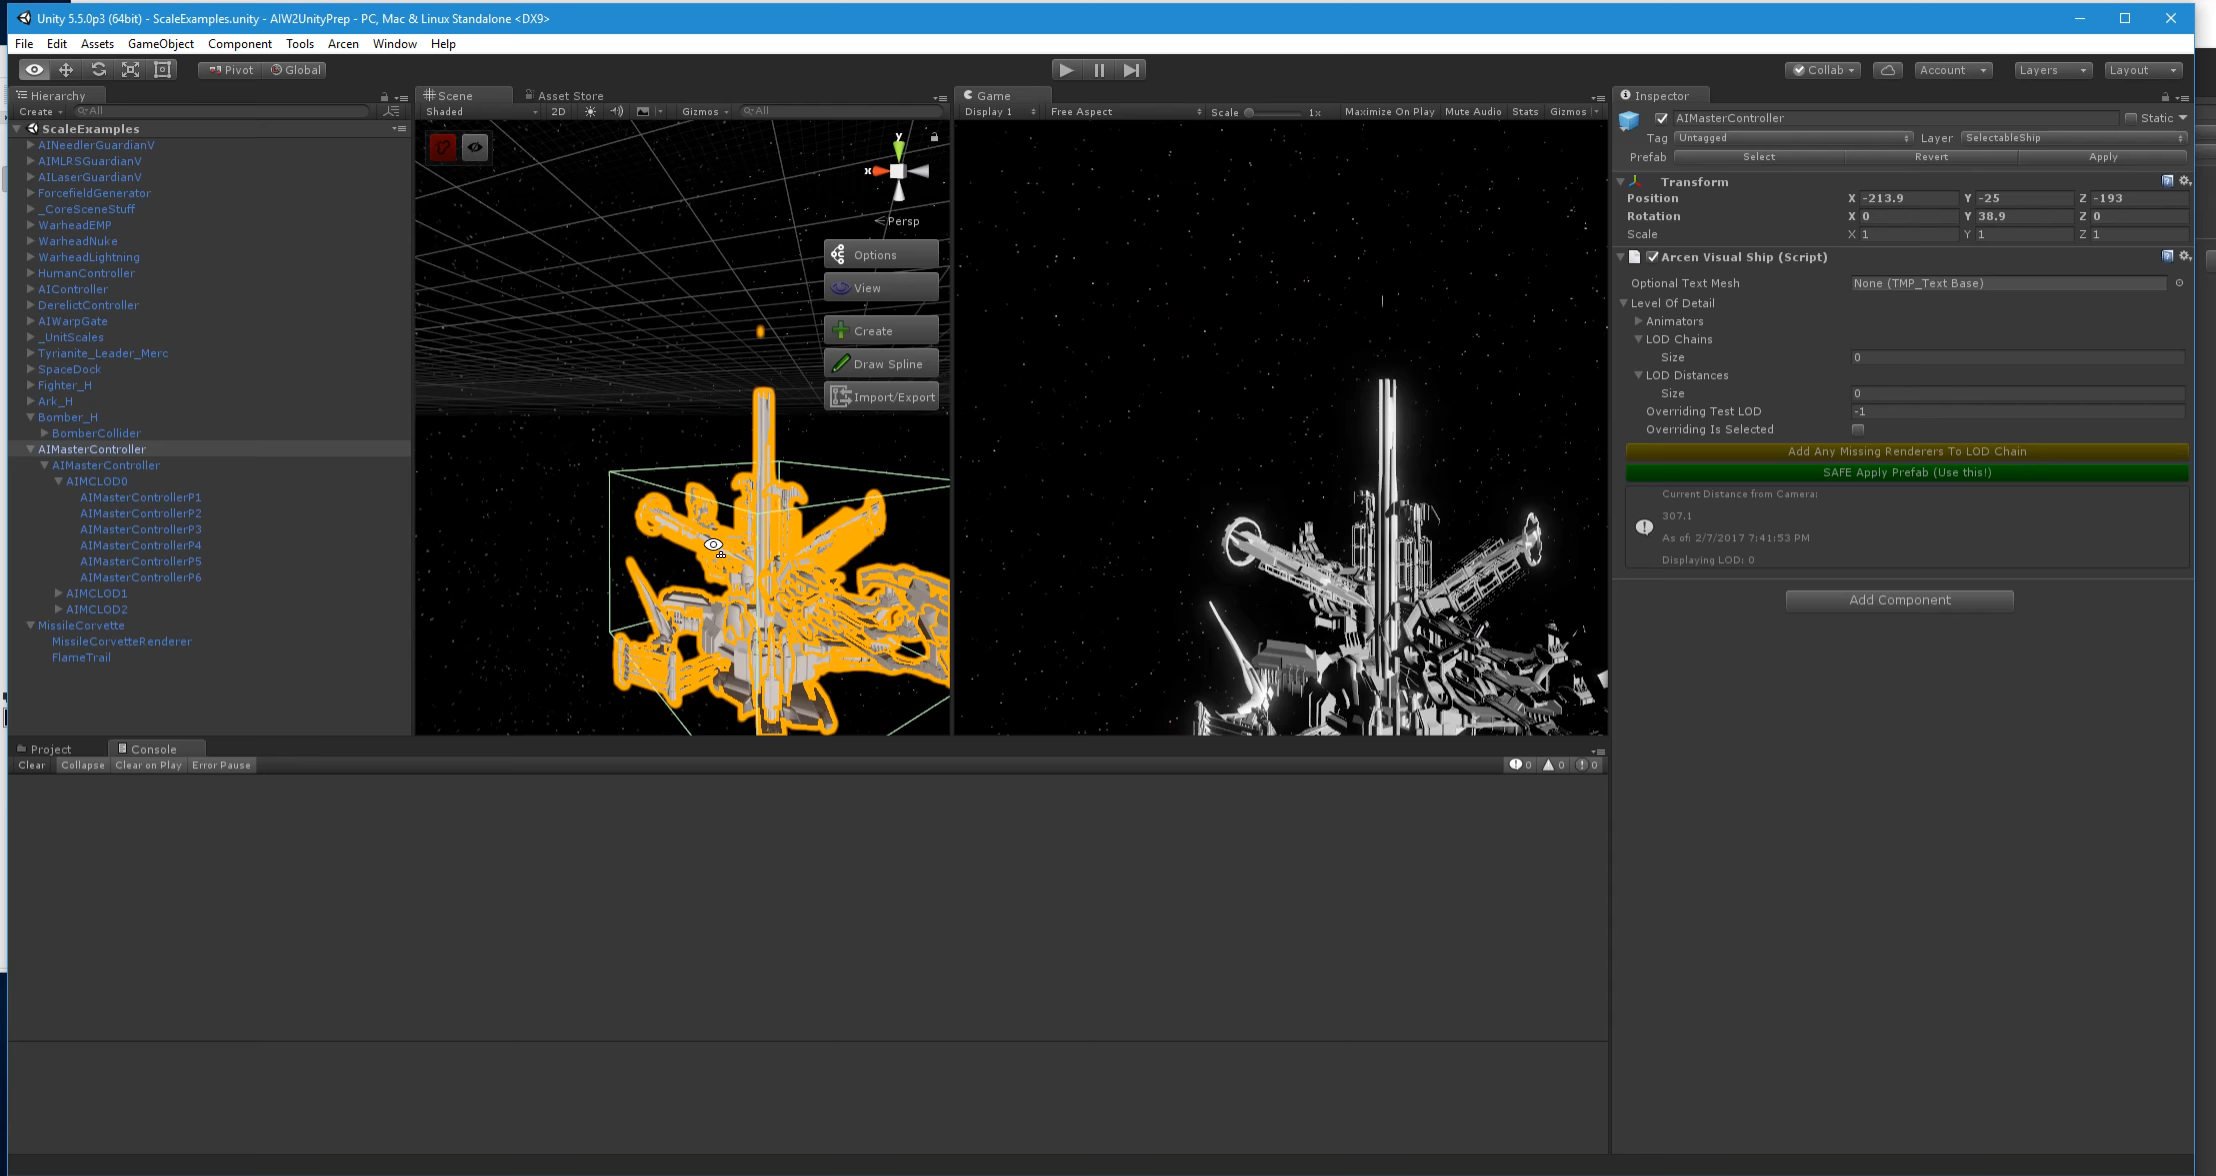 Unity 5.5.0p3 (64bit) - ScaleExamples.unity - AIW2UnityPrep - PC, Mac & Linux Standalone <DX9>
File Edit Assets GameObject Component Tools Arcen Window Help
Pivot Global Collab Account Layers Layout
Hierarchy
Create All
ScaleExamples
AINeedlerGuardianV
AIMLRSGuardianV
AILaserGuardianV
ForcefieldGenerator
_CoreSceneStuff
WarheadEMP
WarheadNuke
WarheadLightning
HumanController
AIController
DerelictController
AIWarpGate
_UnitScales
Tyrianite_Leader_Merc
SpaceDock
Fighter_H
Ark_H
Bomber_H
BomberCollider
AIMasterController
AIMasterController
AIMCLOD0
AIMasterControllerP1
AIMasterControllerP2
AIMasterControllerP3
AIMasterControllerP4
AIMasterControllerP5
AIMasterControllerP6
AIMCLOD1
AIMCLOD2
MissileCorvette
MissileCorvetteRenderer
FlameTrail
Scene Asset Store
Shaded 2D Gizmos All
y
x
Persp
Options
View
Create
Draw Spline
Import/Export
Game
Display 1 Free Aspect Scale 1x Maximize On Play Mute Audio Stats Gizmos
Inspector
AIMasterController Static
Tag Untagged Layer SelectableShip
Prefab Select Revert Apply
Transform
Position X -213.9 Y -25 Z -193
Rotation X 0 Y 38.9 Z 0
Scale X 1 Y 1 Z 1
Arcen Visual Ship (Script)
Optional Text Mesh None (TMP_Text Base)
Level Of Detail
Animators
LOD Chains
Size 0
LOD Distances
Size 0
Overriding Test LOD -1
Overriding Is Selected
Add Any Missing Renderers To LOD Chain
SAFE Apply Prefab (Use this!)
Current Distance from Camera:
307.1
As of: 2/7/2017 7:41:53 PM
Displaying LOD: 0
Add Component
Project Console
Clear Collapse Clear on Play Error Pause 0 0 0